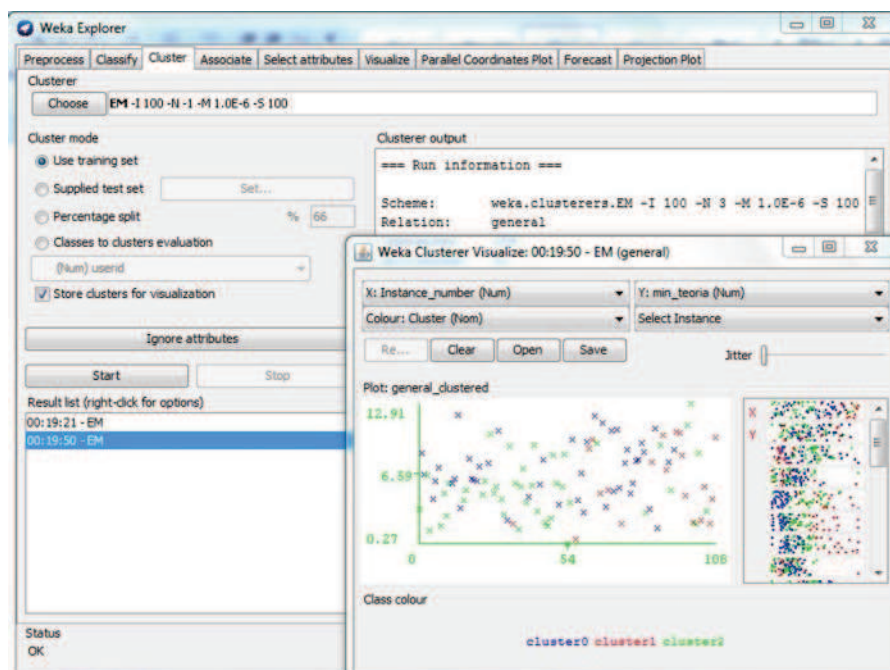 Weka Explorer
Preprocess Classify Cluster Associate Select attributes Visualize Parallel Coordinates Plot Forecast Projection Plot
Clusterer
Choose EM -I 100 -N -1 -M 1.0E-6 -S 100
Cluster mode
Use training set
Supplied test set Set...
Percentage split % 66
Classes to clusters evaluation
(Num) userid
Store clusters for visualization
Ignore attributes
Start Stop
Result list (right-click for options)
00:19:21 - EM
00:19:50 - EM
Status
OK
Clusterer output
=== Run information ===
Scheme: weka.clusterers.EM -I 100 -N 3 -M 1.0E-6 -S 100
Relation: general
Weka Clusterer Visualize: 00:19:50 - EM (general)
X: Instance_number (Num) Y: min_teoria (Num)
Colour: Cluster (Nom) Select Instance
Re... Clear Open Save Jitter
Plot: general_clustered
12.91
6.59
0.27
0 54 108
X
Y
Class colour
cluster0 cluster1 cluster2